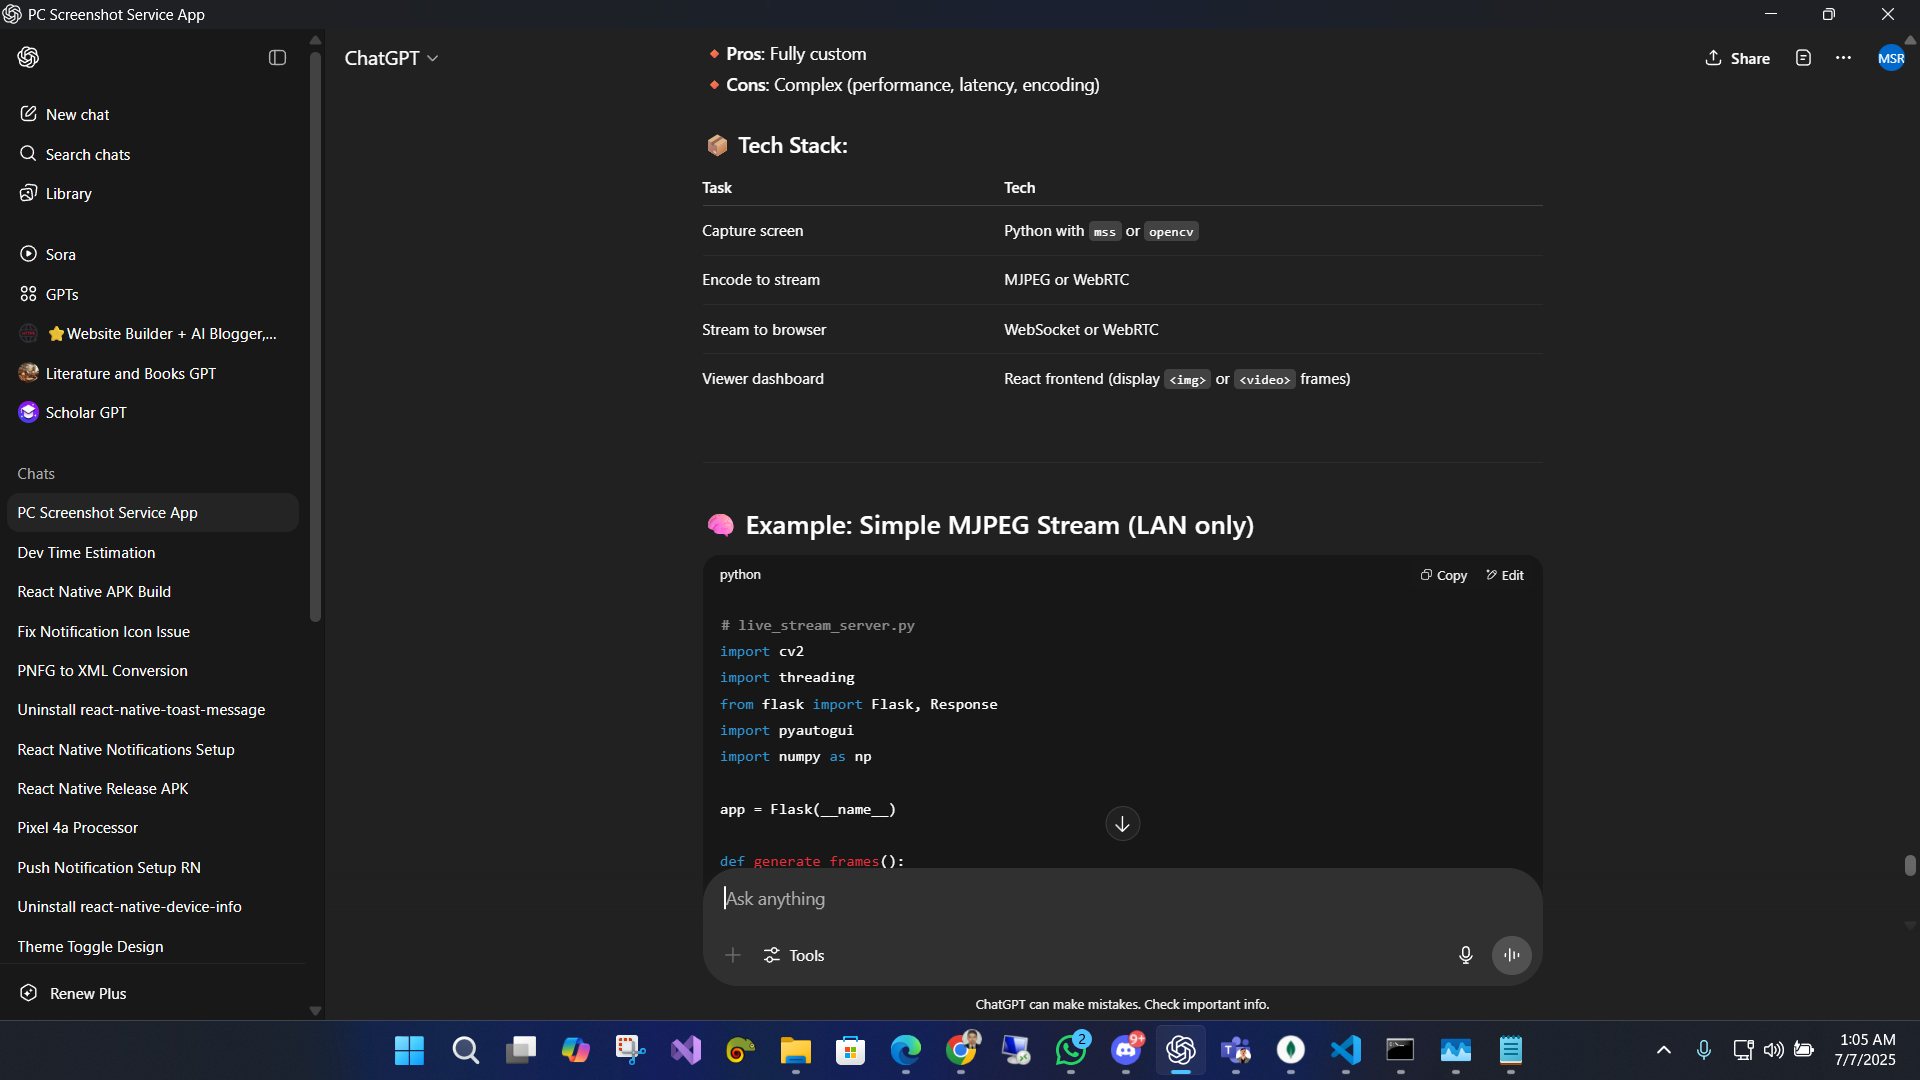 PC Screenshot Service App
ChatGPT
Share
MSR
New chat
Search chats
Library
Sora
GPTs
⭐Website Builder + AI Blogger,...
Literature and Books GPT
Scholar GPT
Chats
PC Screenshot Service App
Dev Time Estimation
React Native APK Build
Fix Notification Icon Issue
PNFG to XML Conversion
Uninstall react-native-toast-message
React Native Notifications Setup
React Native Release APK
Pixel 4a Processor
Push Notification Setup RN
Uninstall react-native-device-info
Theme Toggle Design
Renew Plus
Pros: Fully custom
Cons: Complex (performance, latency, encoding)
📦 Tech Stack:
Task Tech
Capture screen Python with mss or opencv
Encode to stream MJPEG or WebRTC
Stream to browser WebSocket or WebRTC
Viewer dashboard React frontend (display <img> or <video> frames)
🧠 Example: Simple MJPEG Stream (LAN only)
python Copy Edit
# live_stream_server.py
import cv2
import threading
from flask import Flask, Response
import pyautogui
import numpy as np
app = Flask(__name__)
def generate_frames():
Ask anything
Tools
ChatGPT can make mistakes. Check important info.
2
9+
1:05 AM
7/7/2025